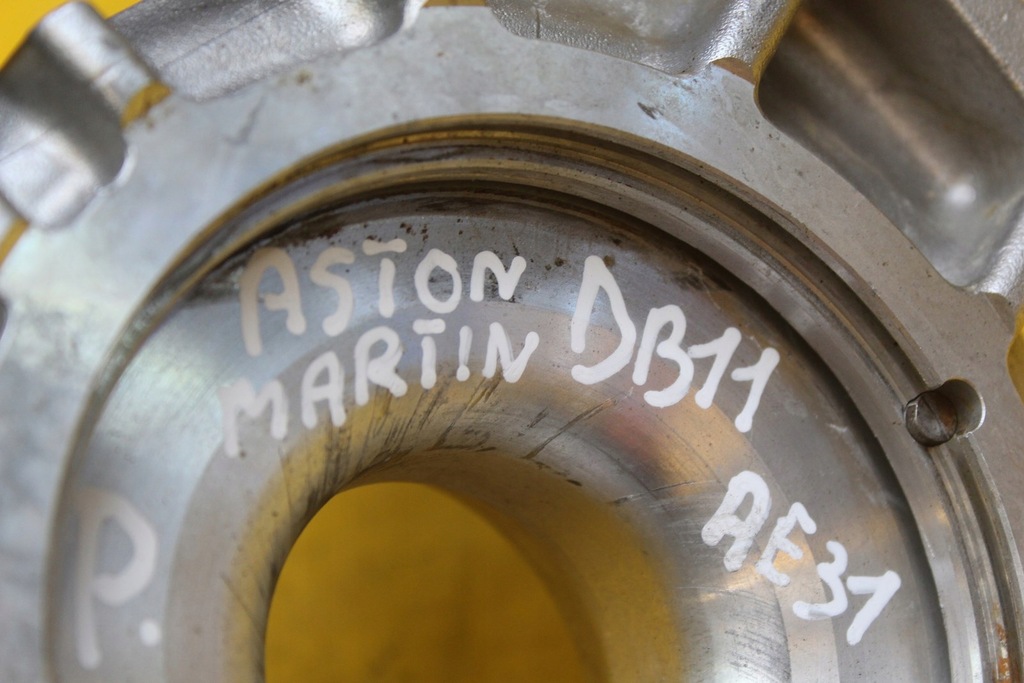 ASTON
MARTIN DB11
AE31
P.